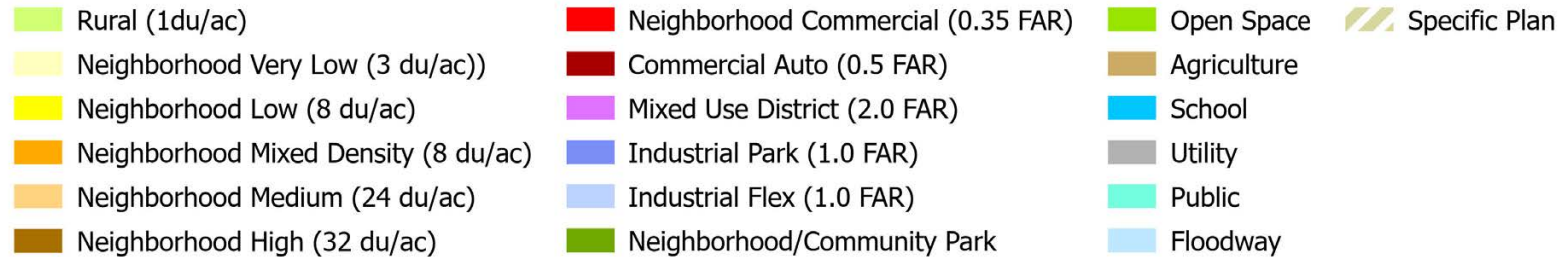 Rural (1du/ac)
Neighborhood Very Low (3 du/ac))
Neighborhood Low (8 du/ac)
Neighborhood Mixed Density (8 du/ac)
Neighborhood Medium (24 du/ac)
Neighborhood High (32 du/ac)
Neighborhood Commercial (0.35 FAR)
Commercial Auto (0.5 FAR)
Mixed Use District (2.0 FAR)
Industrial Park (1.0 FAR)
Industrial Flex (1.0 FAR)
Neighborhood/Community Park
Open Space
Agriculture
School
Utility
Public
Floodway
Specific Plan